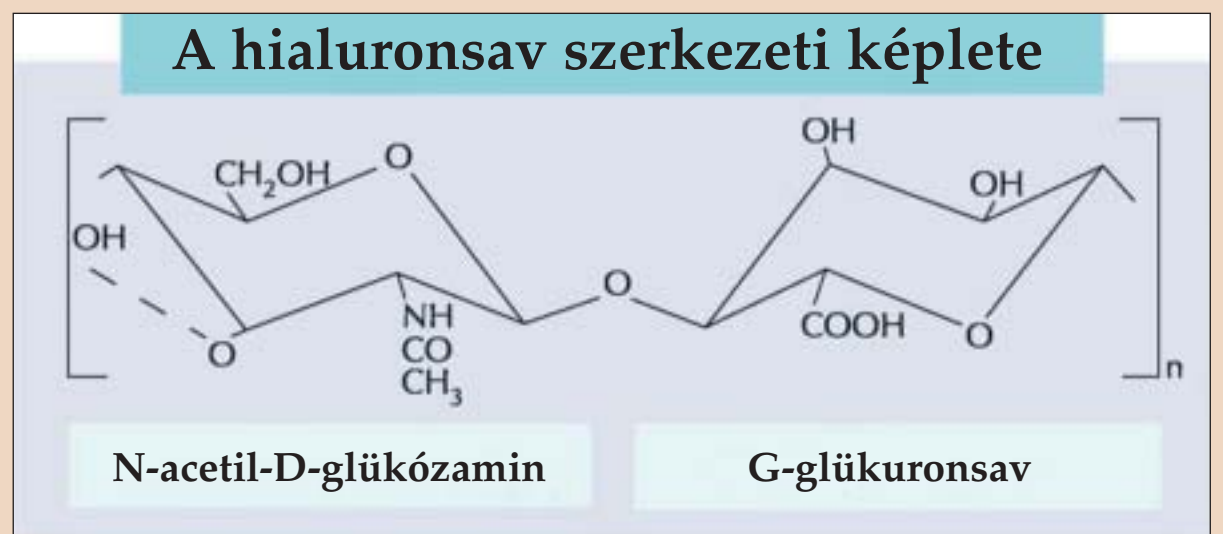 A hialuronsav szerkezeti képlete
OH
CH₂OH
O
OH
OH
O
NH
CO
CH₃
O
COOH
O
n
N-acetil-D-glükózamin
G-glükuronsav